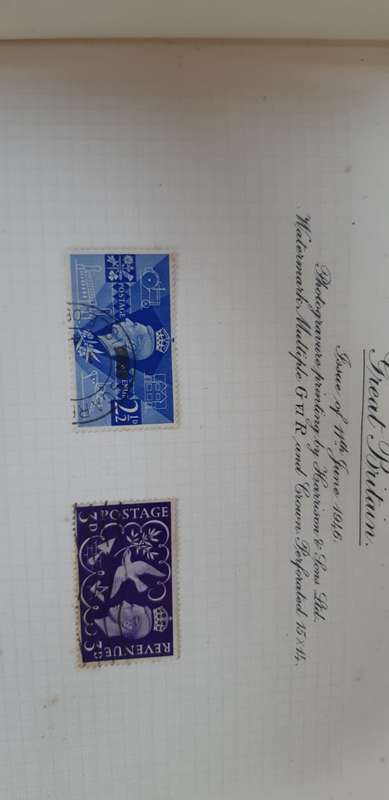 Great Britain.
Issue of 11th June 1946.
Photogravure printing by Harrison & Sons Ltd.
Watermark Multiple G VI R and Crown. Perforated 15 x 14.
POSTAGE
2½D
3D POSTAGE
REVENUE 3D